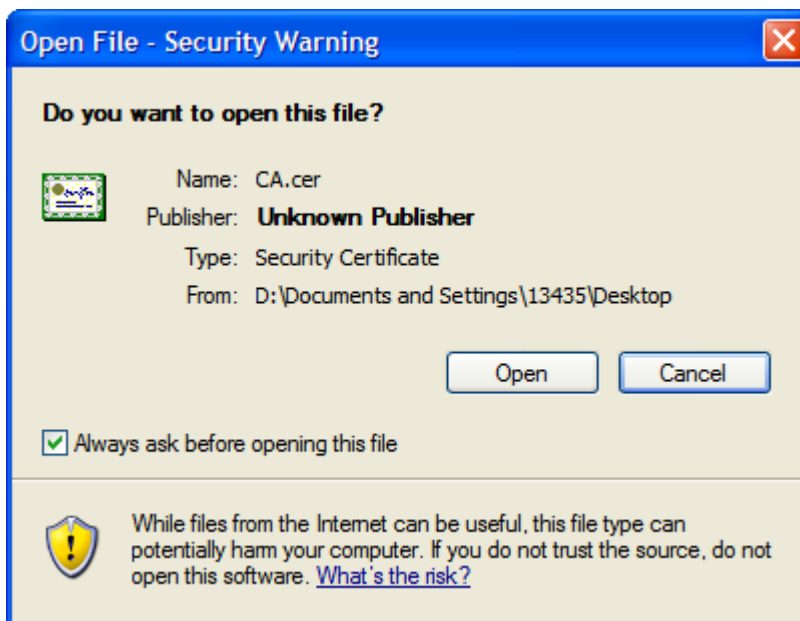 Open File - Security Warning
Do you want to open this file?
Name: CA.cer
Publisher: Unknown Publisher
Type: Security Certificate
From: D:\Documents and Settings\13435\Desktop
Open Cancel
Always ask before opening this file
While files from the Internet can be useful, this file type can
potentially harm your computer. If you do not trust the source, do not
open this software. What's the risk?